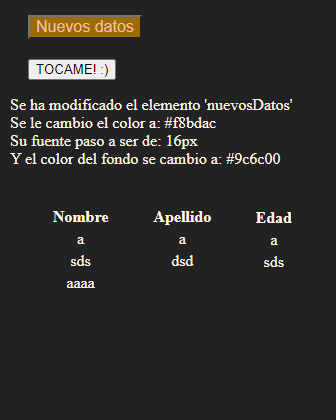 Nuevos datos
TOCAME! :)
Se ha modificado el elemento 'nuevosDatos'
Se le cambio el color a: #f8bdac
Su fuente paso a ser de: 16px
Y el color del fondo se cambio a: #9c6c00
Nombre Apellido Edad
a a a
sds dsd sds
aaaa